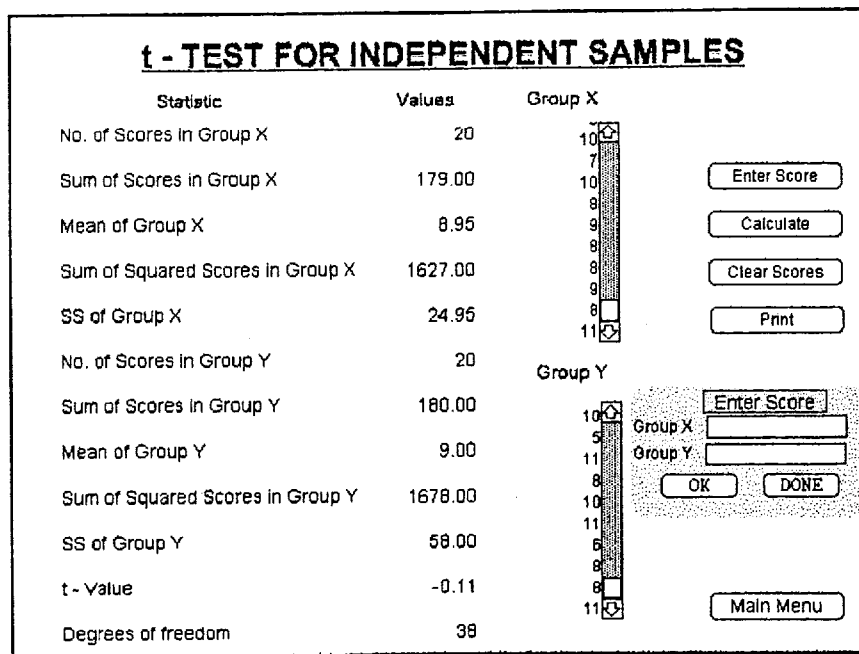 t - TEST FOR INDEPENDENT SAMPLES
Statistic Values Group X
No. of Scores in Group X 20
Sum of Scores in Group X 179.00
Mean of Group X 8.95
Sum of Squared Scores in Group X 1627.00
SS of Group X 24.95
No. of Scores in Group Y 20
Sum of Scores in Group Y 180.00
Mean of Group Y 9.00
Sum of Squared Scores in Group Y 1678.00
SS of Group Y 58.00
t - Value -0.11
Degrees of freedom 38
10
7
10
8
9
8
8
9
8
11
Group Y
10
5
11
8
10
11
6
8
8
11
Enter Score
Calculate
Clear Scores
Print
Enter Score
Group X
Group Y
OK DONE
Main Menu